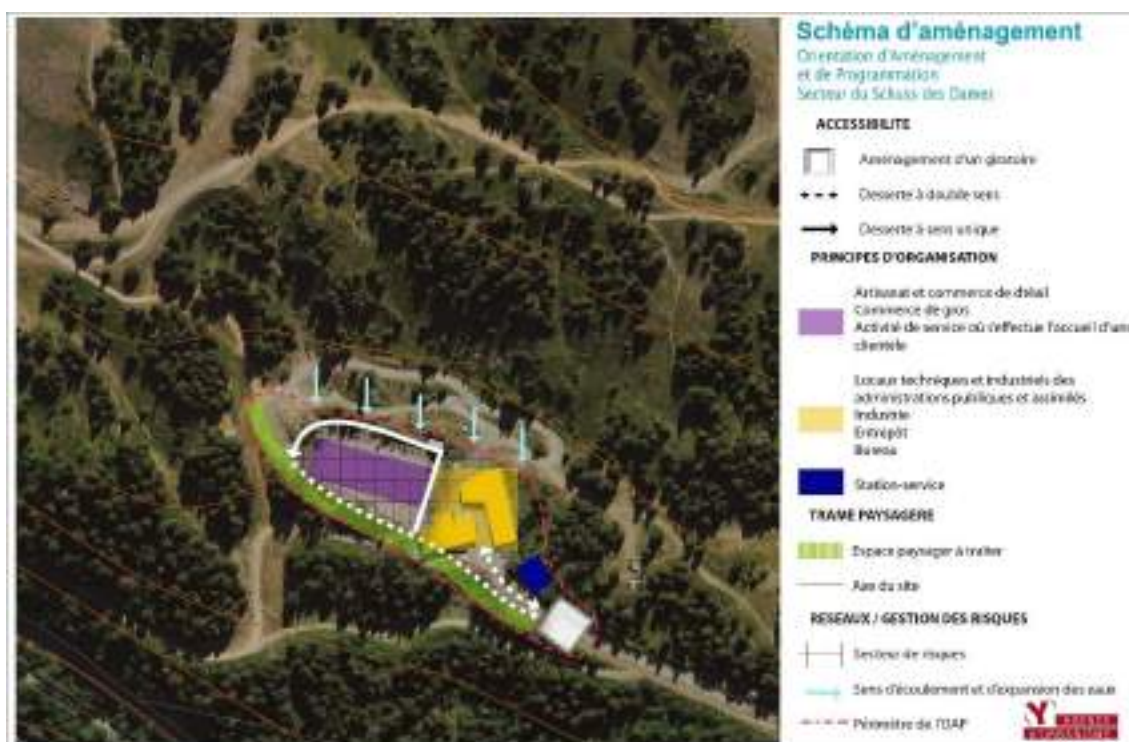 Schéma d'aménagement
Orientation d'Aménagement
et de Programmation
Secteur du Schuss des Dames
ACCESSIBILITE
Aménagement d'un giratoire
Desserte à double sens
Desserte à sens unique
PRINCIPES D'ORGANISATION
Artisanat et commerce de détail
Commerce de gros
Activité de service où s'effectue l'accueil d'une
clientèle
Locaux techniques et industriels des
administrations publiques et assimilés
Industrie
Entrepôt
Bureau
Station-service
TRAME PAYSAGERE
Espace paysager à traiter
Axe du site
RESEAUX / GESTION DES RISQUES
Secteur de risques
Sens d'écoulement et d'expansion des eaux
Périmètre de l'OAP